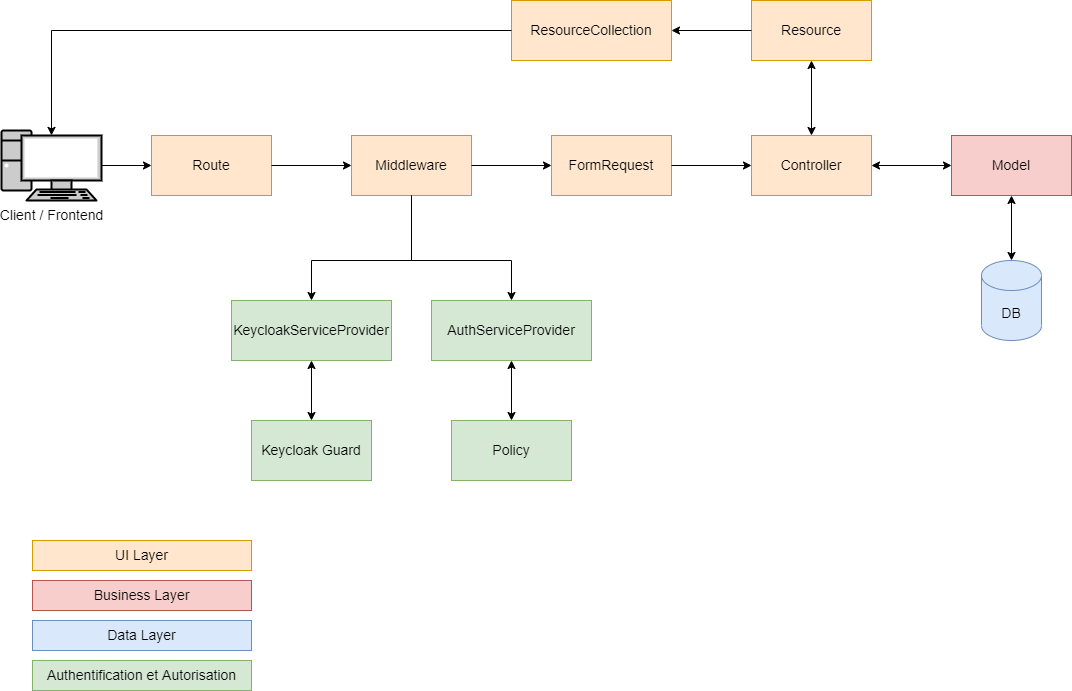 ResourceCollection
Resource
Route
Middleware
FormRequest
Controller
Model
Client / Frontend
DB
KeycloakServiceProvider
AuthServiceProvider
Keycloak Guard
Policy
UI Layer
Business Layer
Data Layer
Authentification et Autorisation